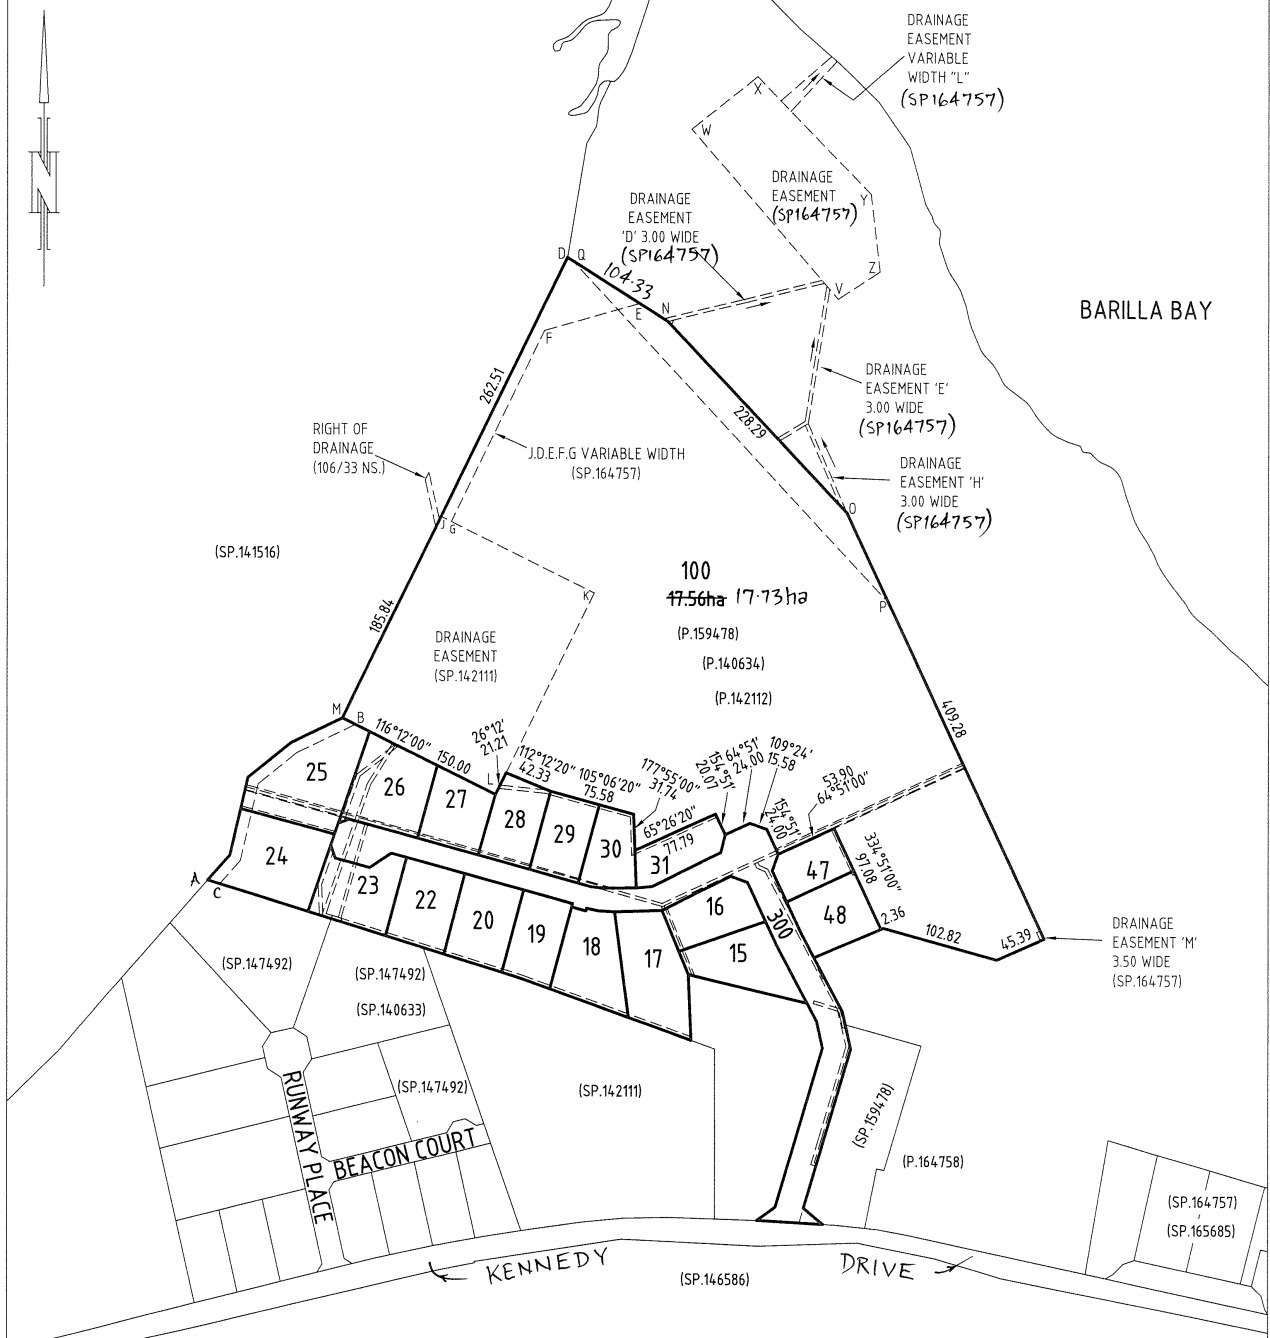 DRAINAGE
EASEMENT
VARIABLE
WIDTH "L"
(SP164757)
X
W
DRAINAGE
EASEMENT
(SP164757)
Y
Z
V
N
DRAINAGE
EASEMENT
'D' 3.00 WIDE
(SP164757)
D Q
104.33
E N
F
BARILLA BAY
262.51
228.29
DRAINAGE
EASEMENT 'E'
3.00 WIDE
(SP164757)
RIGHT OF
DRAINAGE
(106/33 NS.)
J.D.E.F.G VARIABLE WIDTH
(SP.164757)
DRAINAGE
EASEMENT 'H'
3.00 WIDE
(SP164757)
O
J G
(SP.141516)
100
17.56ha 17.73ha
K
P
185.84
(P.159478)
DRAINAGE
EASEMENT
(SP.142111)
(P.140634)
(P.142112)
M B
116°12'00" 150.00
26°12'
21.21
L
112°12'20"
42.33
105°06'20"
75.58
177°55'00"
31.74
154°51'
20.07
64°51'
24.00
109°24'
15.58
154°51'
24.00
53.90
64°51'00"
409.28
65°26'20"
77.79
25
26
27
28
29
30
31
47
334°51'00"
97.08
24
23
22
20
19
18
17
16
15
300
48
2.36
102.82
45.39
A
C
DRAINAGE
EASEMENT 'M'
3.50 WIDE
(SP.164757)
(SP.147492)
(SP.147492)
(SP.140633)
(SP.147492)
(SP.142111)
(SP.159478)
(P.164758)
RUNWAY PLACE
BEACON COURT
(SP.164757)
(SP.165685)
KENNEDY DRIVE
(SP.146586)